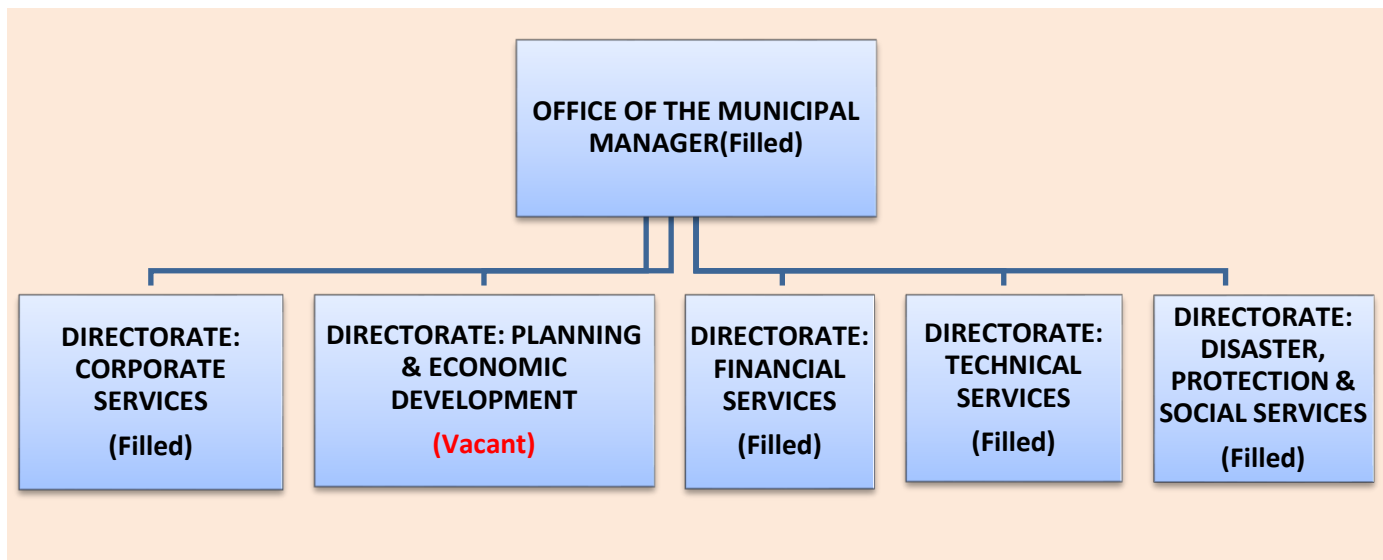 OFFICE OF THE MUNICIPAL
MANAGER(Filled)
DIRECTORATE:
CORPORATE
SERVICES
(Filled)
DIRECTORATE: PLANNING
& ECONOMIC
DEVELOPMENT
(Vacant)
DIRECTORATE:
FINANCIAL
SERVICES
(Filled)
DIRECTORATE:
TECHNICAL
SERVICES
(Filled)
DIRECTORATE:
DISASTER,
PROTECTION &
SOCIAL SERVICES
(Filled)